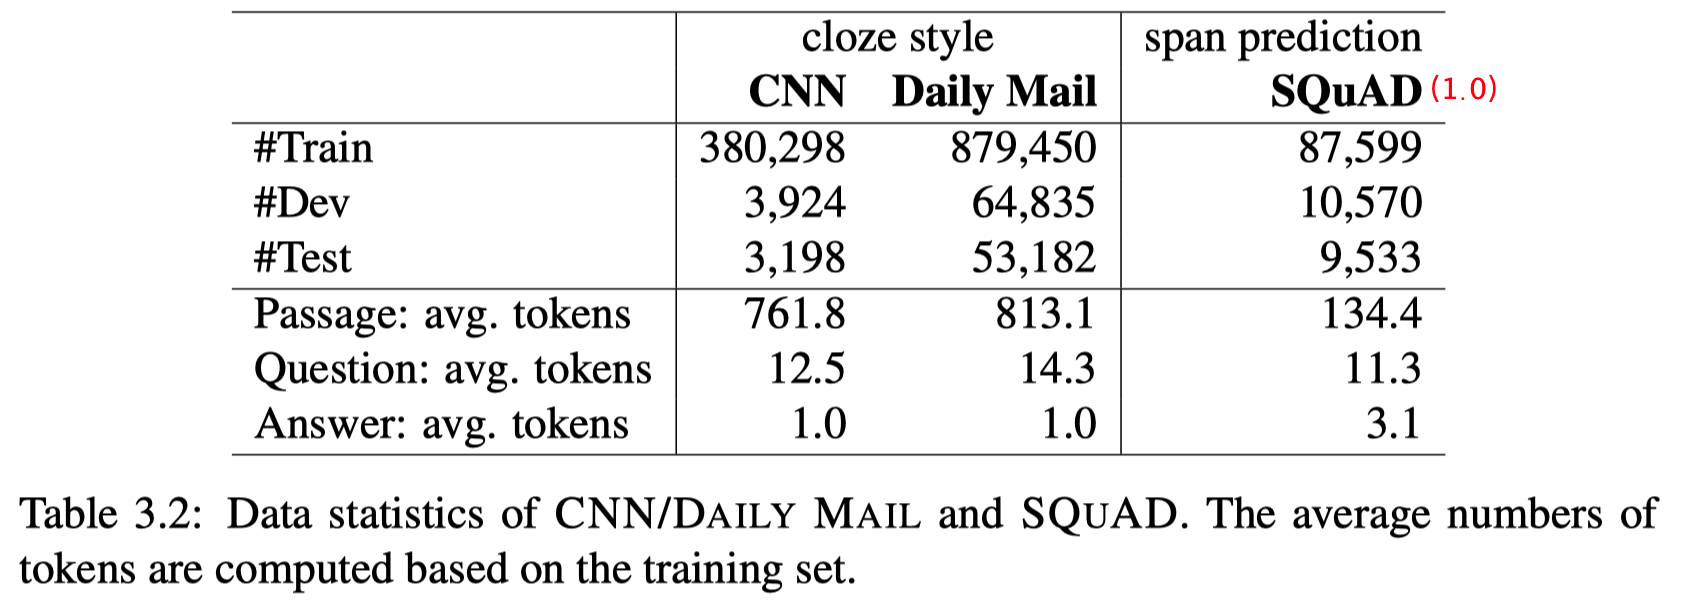 cloze style span prediction
CNN Daily Mail SQuAD (1.0)
#Train 380,298 879,450 87,599
#Dev 3,924 64,835 10,570
#Test 3,198 53,182 9,533
Passage: avg. tokens 761.8 813.1 134.4
Question: avg. tokens 12.5 14.3 11.3
Answer: avg. tokens 1.0 1.0 3.1
Table 3.2: Data statistics of CNN/DAILY MAIL and SQUAD. The average numbers of
tokens are computed based on the training set.